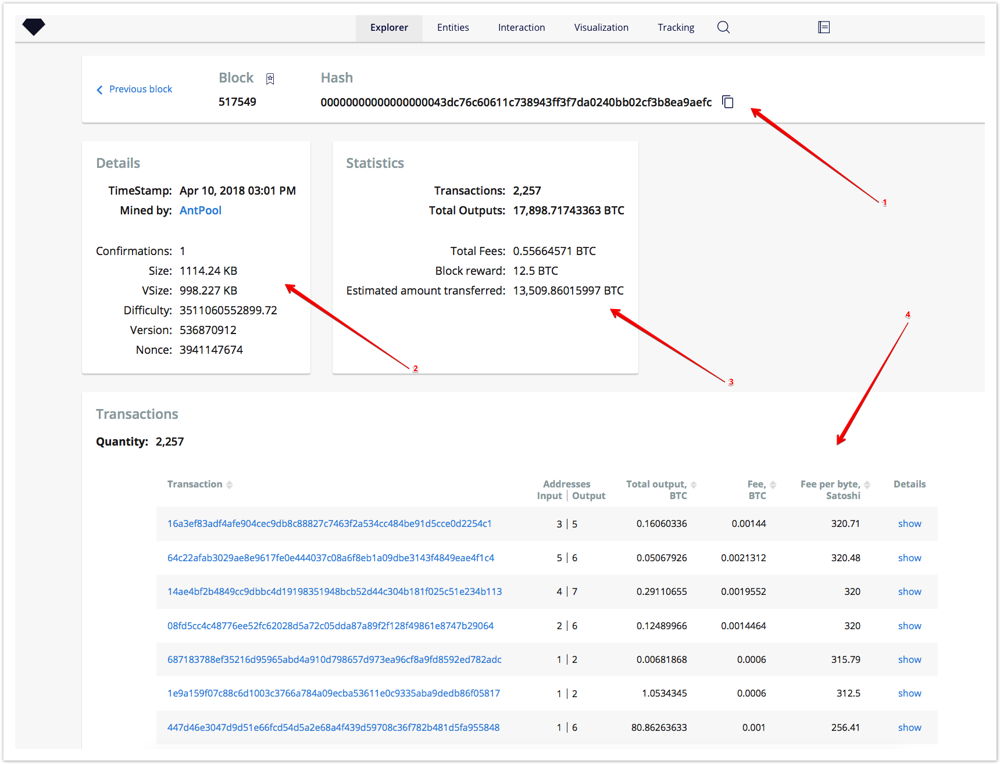 Explorer Entities Interaction Visualization Tracking
Previous block
Block
517549
Hash
00000000000000000043dc76c60611c738943ff3f7da0240bb02cf3b8ea9aefc
1
Details
TimeStamp: Apr 10, 2018 03:01 PM
Mined by: AntPool
Confirmations: 1
Size: 1114.24 KB
VSize: 998.227 KB
Difficulty: 3511060552899.72
Version: 536870912
Nonce: 3941147674
2
Statistics
Transactions: 2,257
Total Outputs: 17,898.71743363 BTC
Total Fees: 0.55664571 BTC
Block reward: 12.5 BTC
Estimated amount transferred: 13,509.86015997 BTC
3
4
Transactions
Quantity: 2,257
Transaction Addresses Total output, Fee, Fee per byte, Details
Input | Output BTC BTC Satoshi
16a3ef83adf4afe904cec9db8c88827c7463f2a534cc484be91d5cce0d2254c1 3 | 5 0.16060336 0.00144 320.71 show
64c22afab3029ae8e9617fe0e444037c08a6f8eb1a09dbe3143f4849eae4f1c4 5 | 6 0.05067926 0.0021312 320.48 show
14ae4bf2b4849cc9dbbc4d19198351948bcb52d44c304b181f025c51e234b113 4 | 7 0.29110655 0.0019552 320 show
08fd5cc4c48776ee52fc62028d5a72c05dda87a89f2f128f49861e8747b29064 2 | 6 0.12489966 0.0014464 320 show
687183788ef35216d95965abd4a910d798657d973ea96cf8a9fd8592ed782adc 1 | 2 0.00681868 0.0006 315.79 show
1e9a159f07c88c6d1003c3766a784a09ecba53611e0c9335aba9dedb86f05817 1 | 2 1.0534345 0.0006 312.5 show
447d46e3047d9d51e66fcd54d5a2e68a4f439d59708c36f782b481d5fa955848 1 | 6 80.86263633 0.001 256.41 show